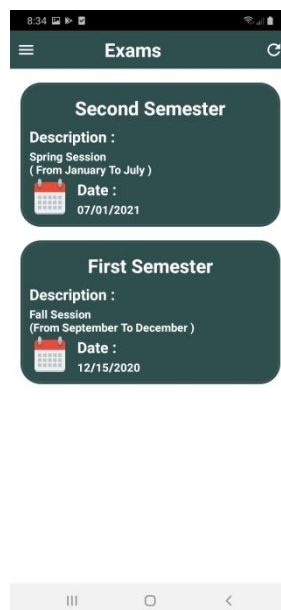 8:34
Exams
Second Semester
Description :
Spring Session
( From January To July )
Date :
07/01/2021
First Semester
Description :
Fall Session
(From September To December )
Date :
12/15/2020